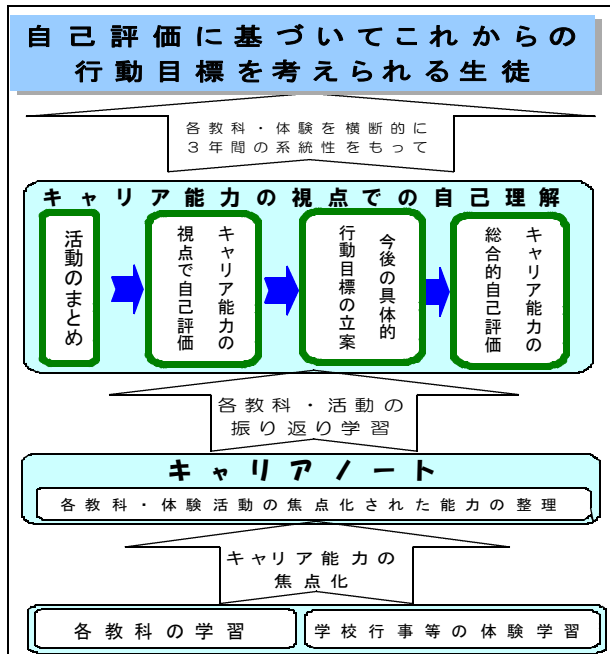 自己評価に基づいてこれからの
行動目標を考えられる生徒
各教科・体験を横断的に
３年間の系統性をもって
キャリア能力の視点での自己理解
活動のまとめ
キャリア能力の
視点で自己評価
今後の具体的
行動目標の立案
キャリア能力の
総合的自己評価
各教科・活動の
振り返り学習
キャリアノート
各教科・体験活動の焦点化された能力の整理
キャリア能力の
焦点化
各教科の学習
学校行事等の体験学習